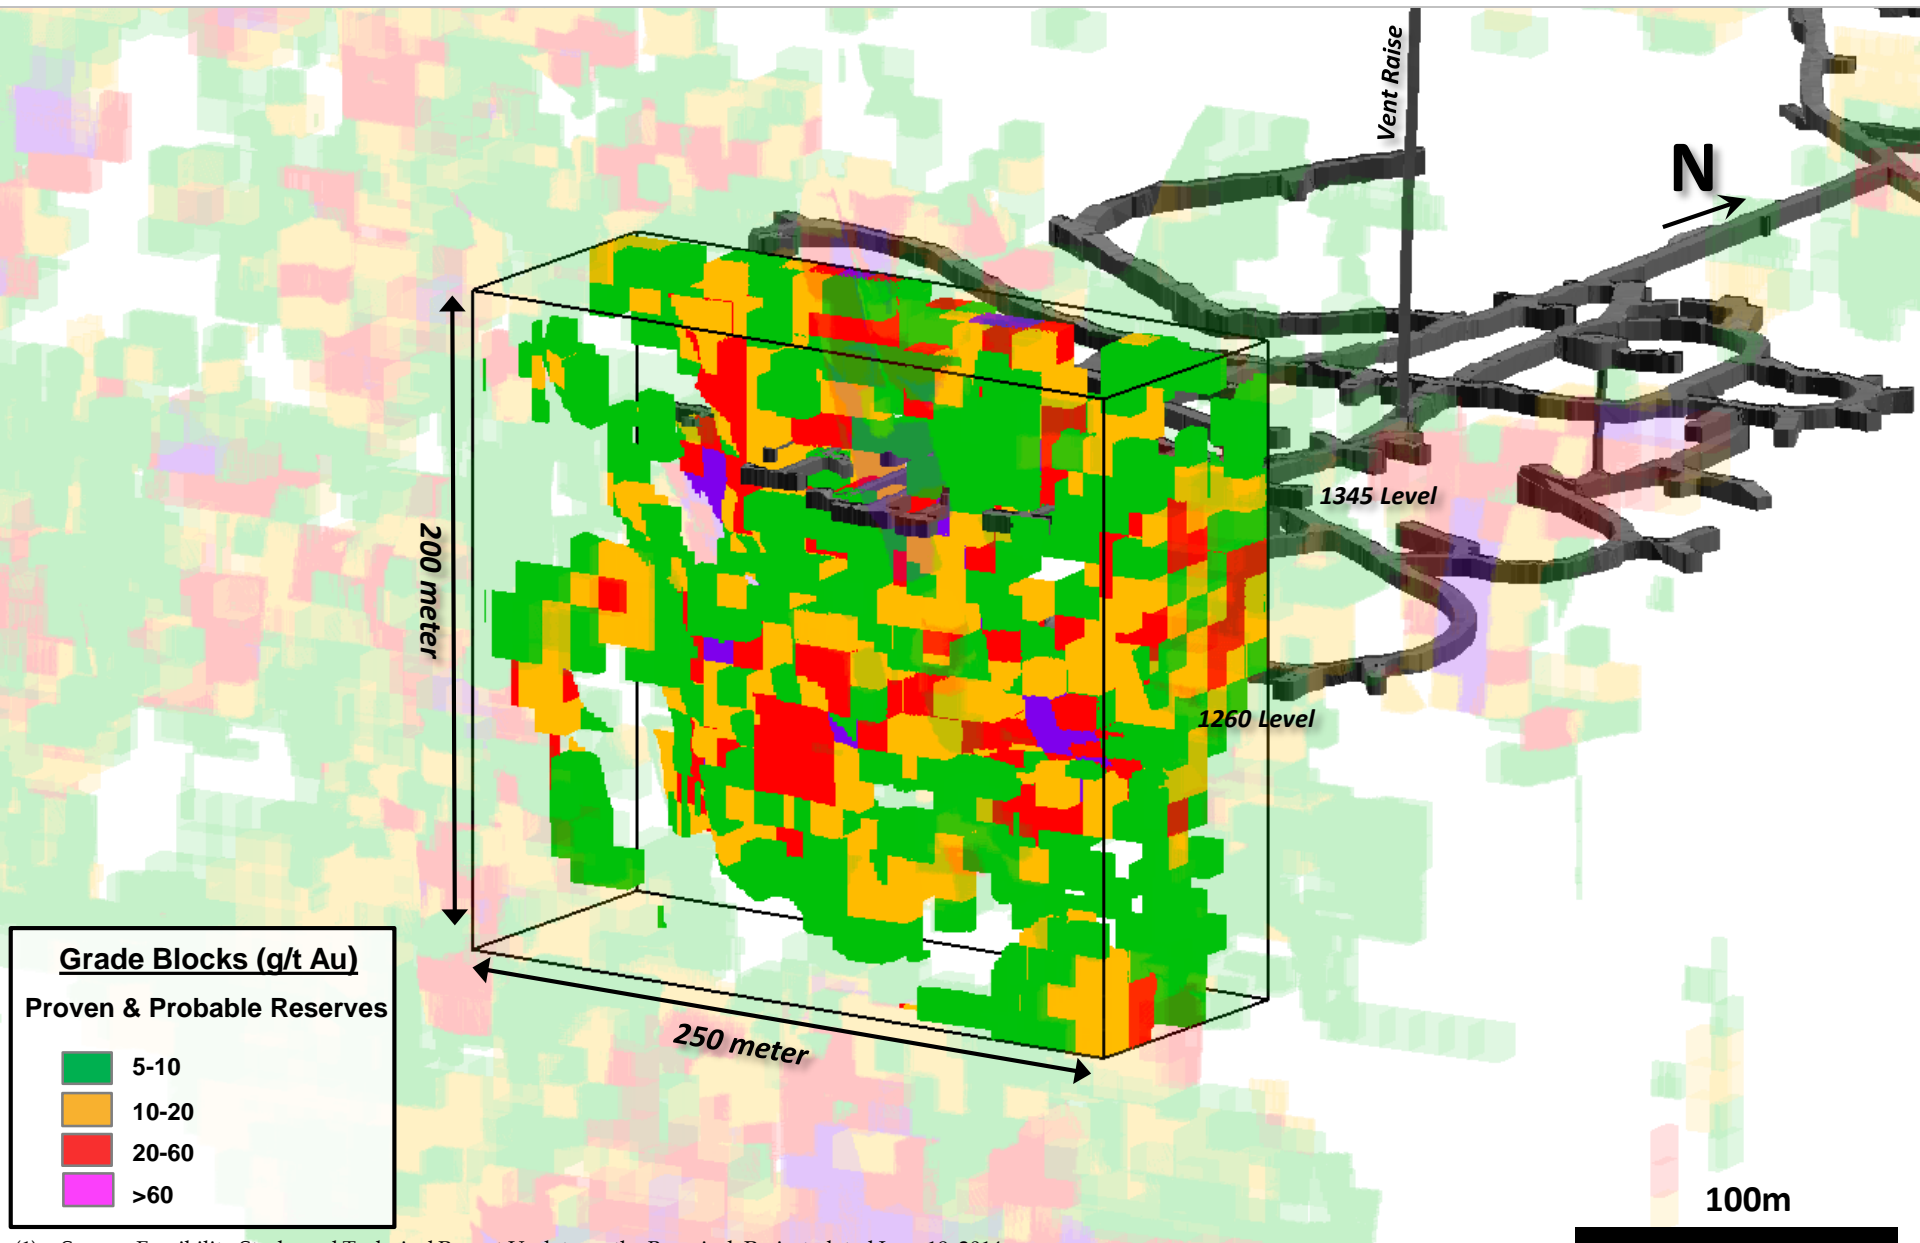 Vent Raise
N
200 meter
1345 Level
1260 Level
250 meter
Grade Blocks (g/t Au)
Proven & Probable Reserves
5-10
10-20
20-60
>60
100m